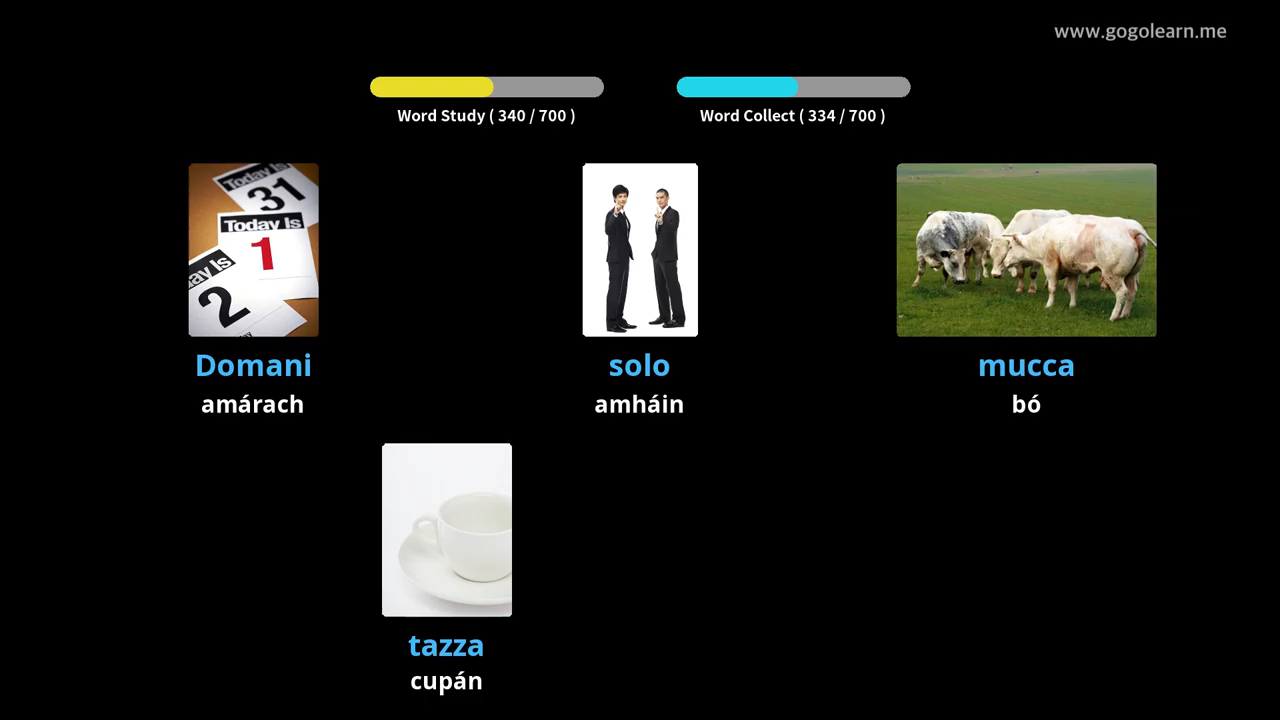 www.gogolearn.me
Word Study ( 340 / 700 )
Word Collect ( 334 / 700 )
Today Is
31
Today Is
1
ay Is
2
Domani
solo
mucca
amárach
amháin
bó
tazza
cupán